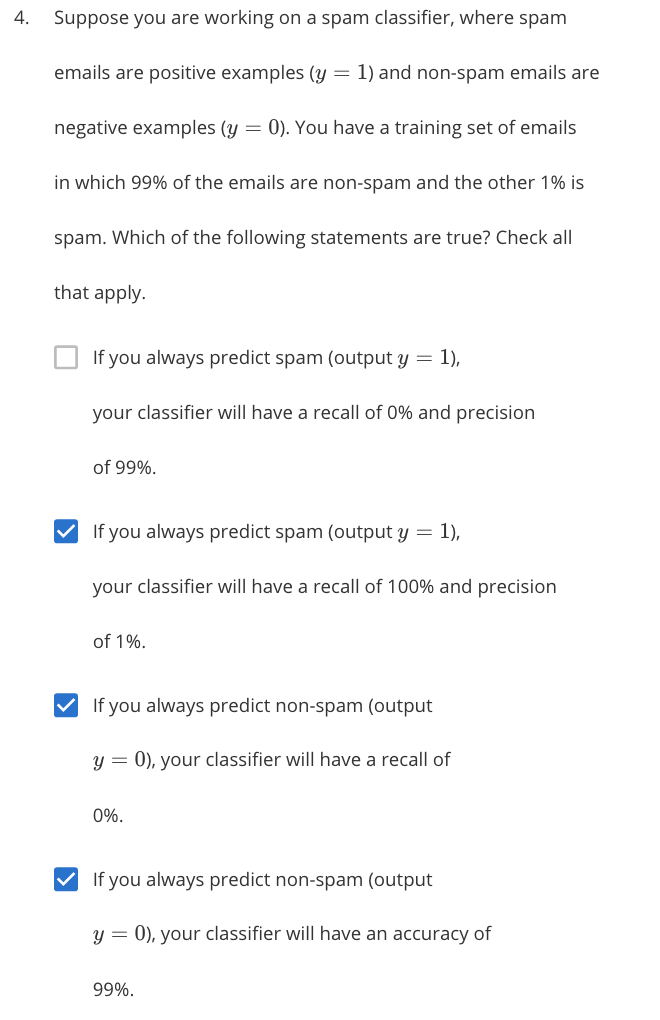 4. Suppose you are working on a spam classifier, where spam
emails are positive examples (y = 1) and non-spam emails are
negative examples (y = 0). You have a training set of emails
in which 99% of the emails are non-spam and the other 1% is
spam. Which of the following statements are true? Check all
that apply.
If you always predict spam (output y = 1),
your classifier will have a recall of 0% and precision
of 99%.
If you always predict spam (output y = 1),
your classifier will have a recall of 100% and precision
of 1%.
If you always predict non-spam (output
y = 0), your classifier will have a recall of
0%.
If you always predict non-spam (output
y = 0), your classifier will have an accuracy of
99%.